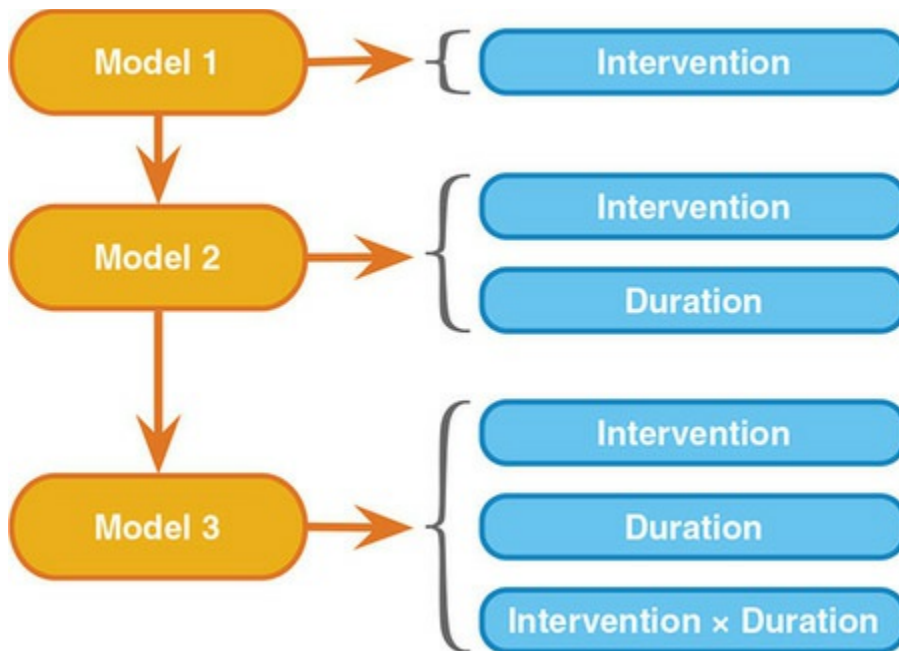 Model 1
Intervention
Model 2
Intervention
Duration
Model 3
Intervention
Duration
Intervention × Duration